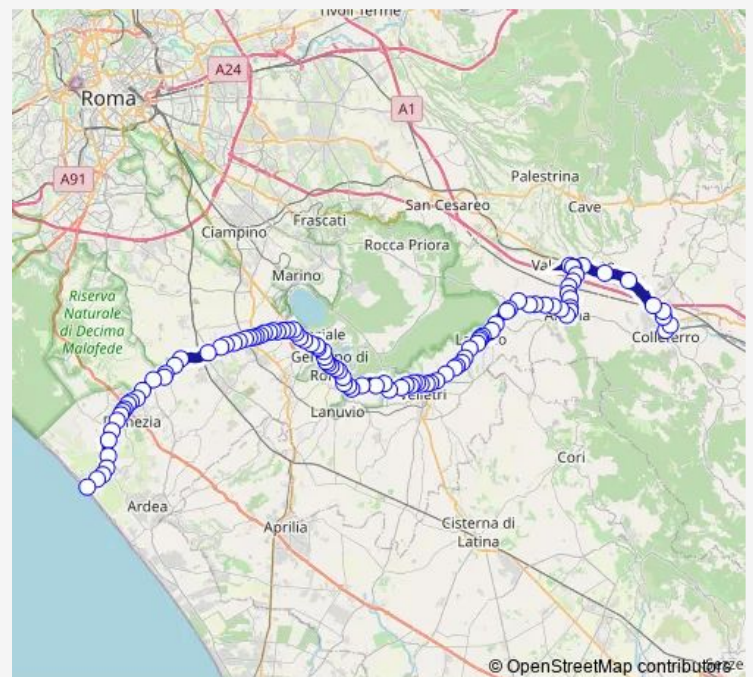 Tivoli Terme
A24
Roma
A1
A91
Palestrina
San Cesareo
Cave
Frascati
Ciampino
Rocca Priora
Marino
Riserva
Naturale
di Decima
Malafede
Colleferro
Lanuvio
Cori
Ardea
Aprilia
Cisterna di
Latina
© OpenStreetMap contributors